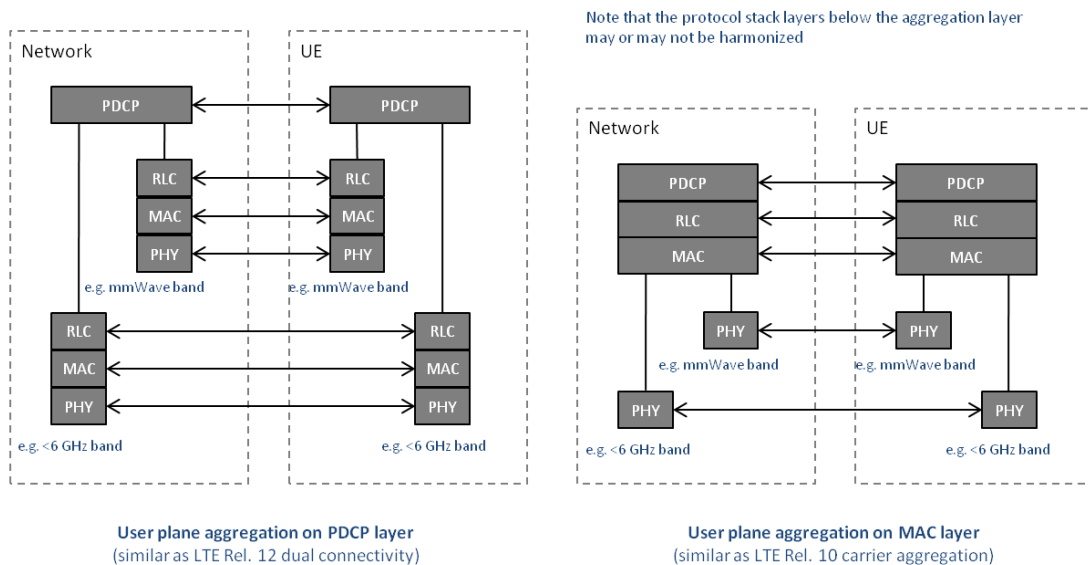 Note that the protocol stack layers below the aggregation layer
may or may not be harmonized
Network
UE
PDCP
PDCP
RLC
RLC
MAC
MAC
PHY
PHY
e.g. mmWave band
e.g. mmWave band
RLC
RLC
MAC
MAC
PHY
PHY
e.g. <6 GHz band
e.g. <6 GHz band
User plane aggregation on PDCP layer
(similar as LTE Rel. 12 dual connectivity)
Network
UE
PDCP
PDCP
RLC
RLC
MAC
MAC
PHY
PHY
e.g. mmWave band
e.g. mmWave band
PHY
PHY
e.g. <6 GHz band
e.g. <6 GHz band
User plane aggregation on MAC layer
(similar as LTE Rel. 10 carrier aggregation)